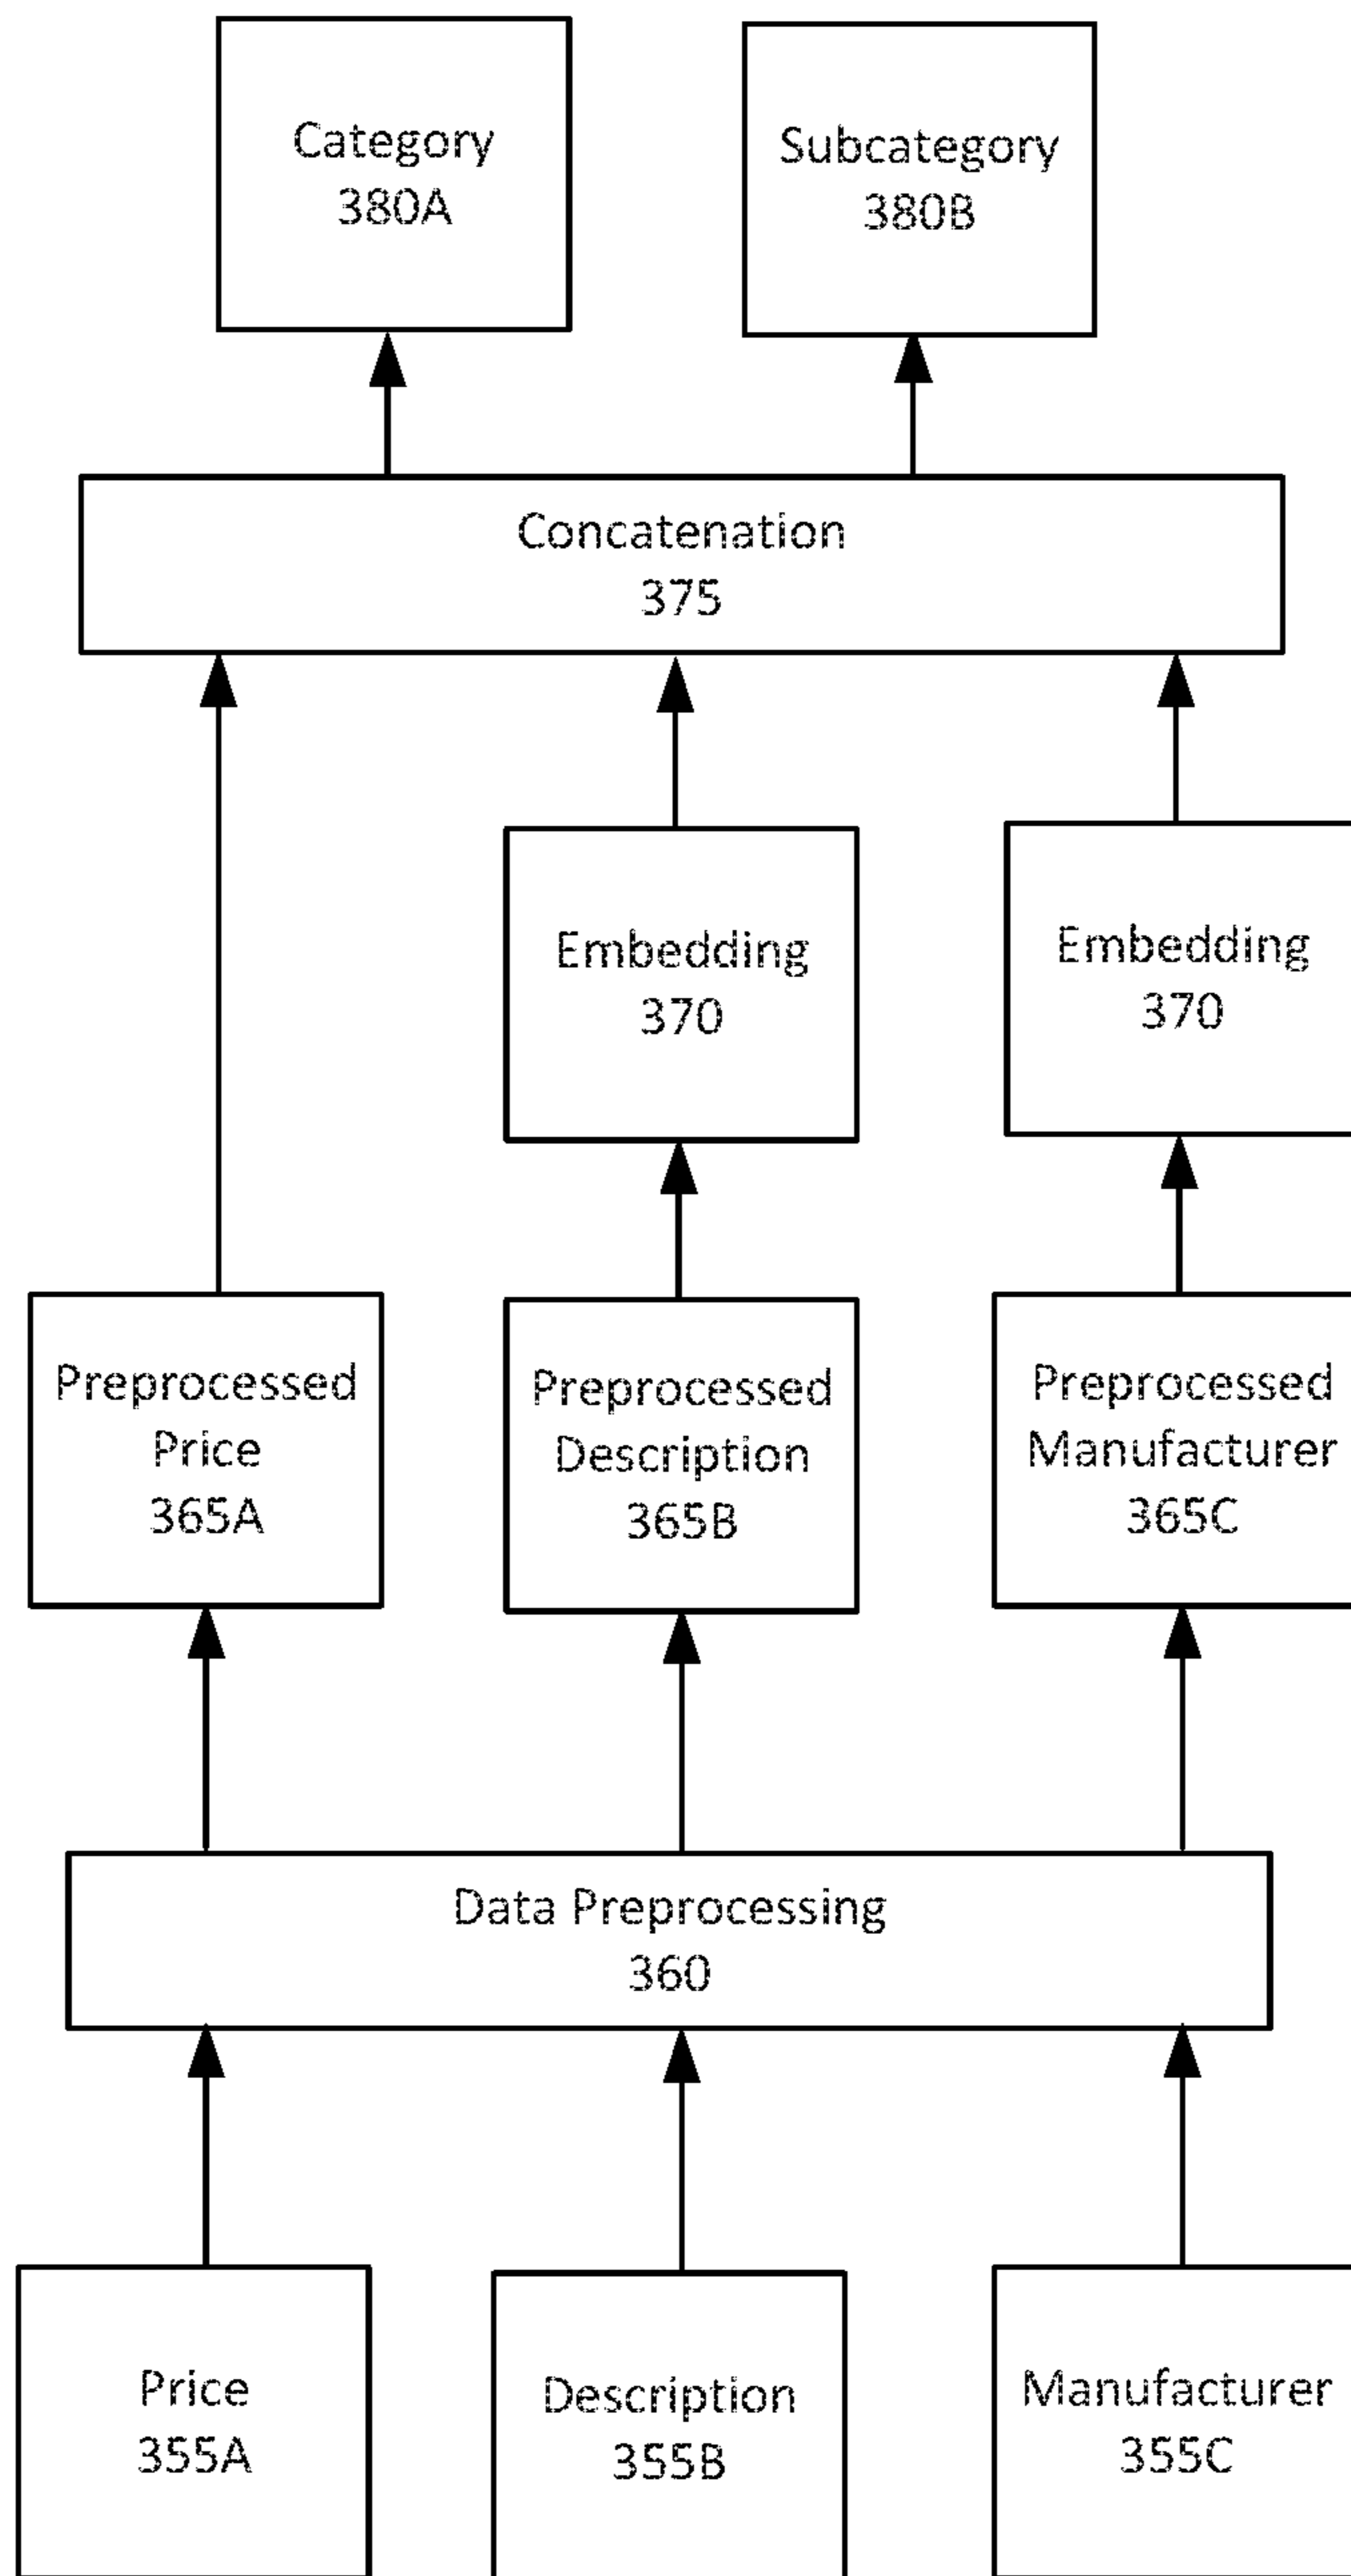 Category
380A
Subcategory
380B
Concatenation
375
Embedding
370
Embedding
370
Preprocessed
Price
365A
Preprocessed
Description
365B
Preprocessed
Manufacturer
365C
Data Preprocessing
360
Price
355A
Description
355B
Manufacturer
355C